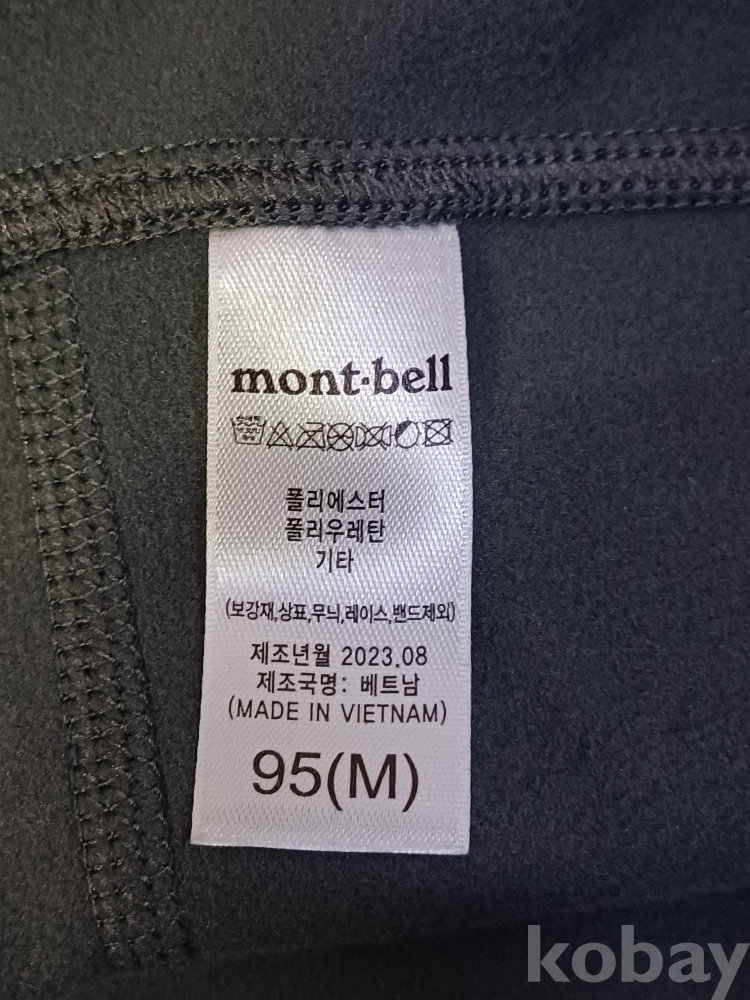 mont-bell
폴리에스터
폴리우레탄
기타
(보강재,상표,무늬,레이스,밴드제외)
제조년월 2023.08
제조국명: 베트남
(MADE IN VIETNAM)
95(M)
kobay